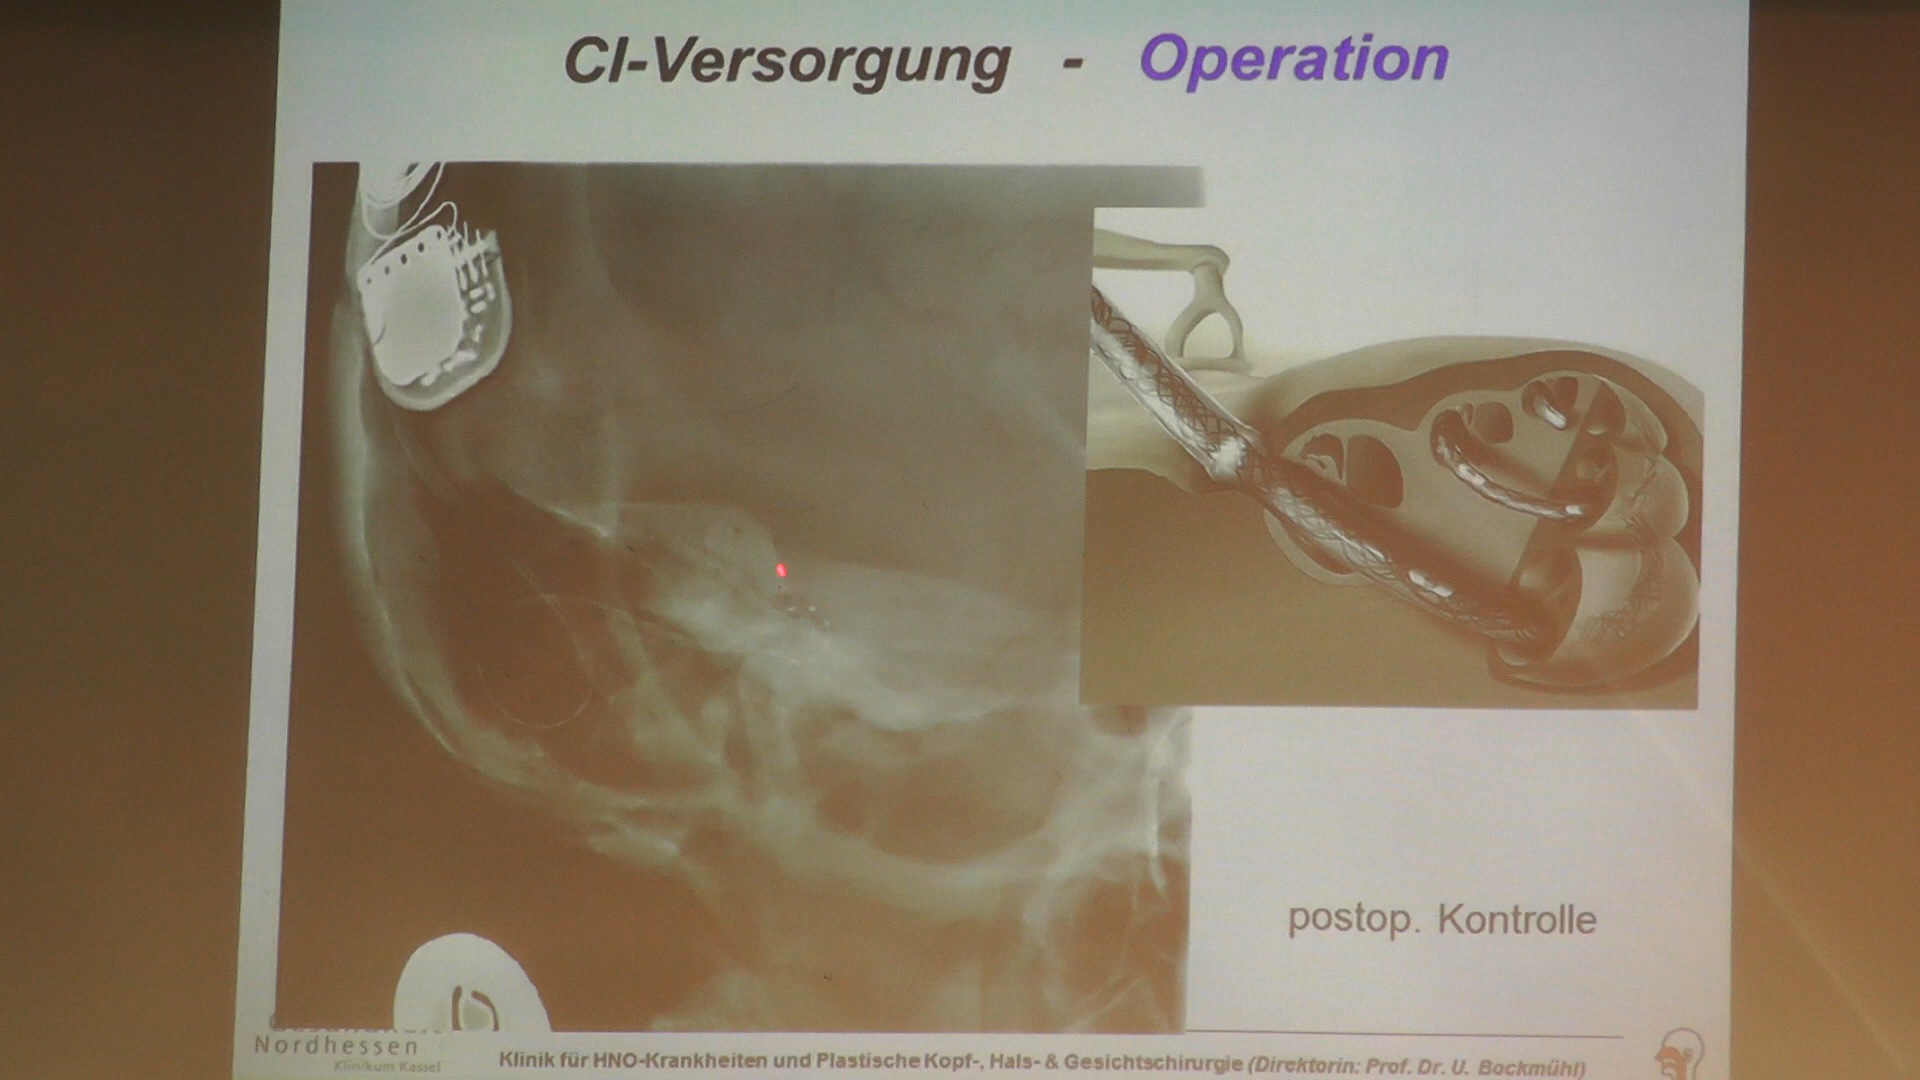 CI-Versorgung - Operation
postop. Kontrolle
Nordhessen
Klinikum Kassel
Klinik für HNO-Krankheiten und Plastische Kopf-, Hals- & Gesichtschirurgie (Direktorin: Prof. Dr. U. Bockmühl)